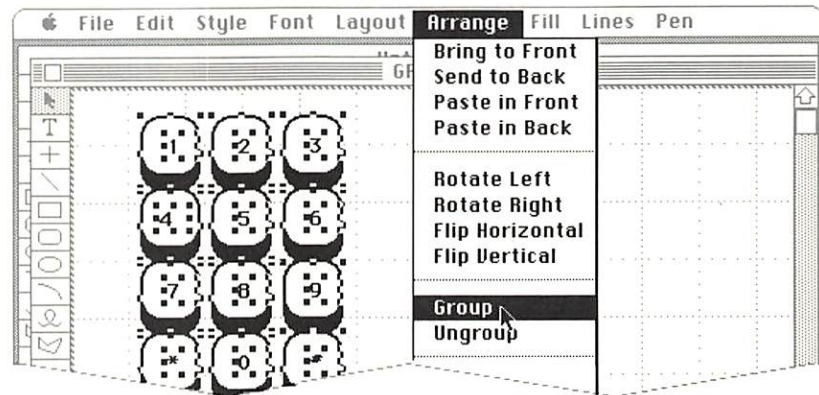 File Edit Style Font Layout Arrange Fill Lines Pen
Bring to Front
Send to Back
Paste in Front
Paste in Back
Rotate Left
Rotate Right
Flip Horizontal
Flip Vertical
Group
Ungroup
T
1 2 3
4 5 6
7 8 9
* 0 #